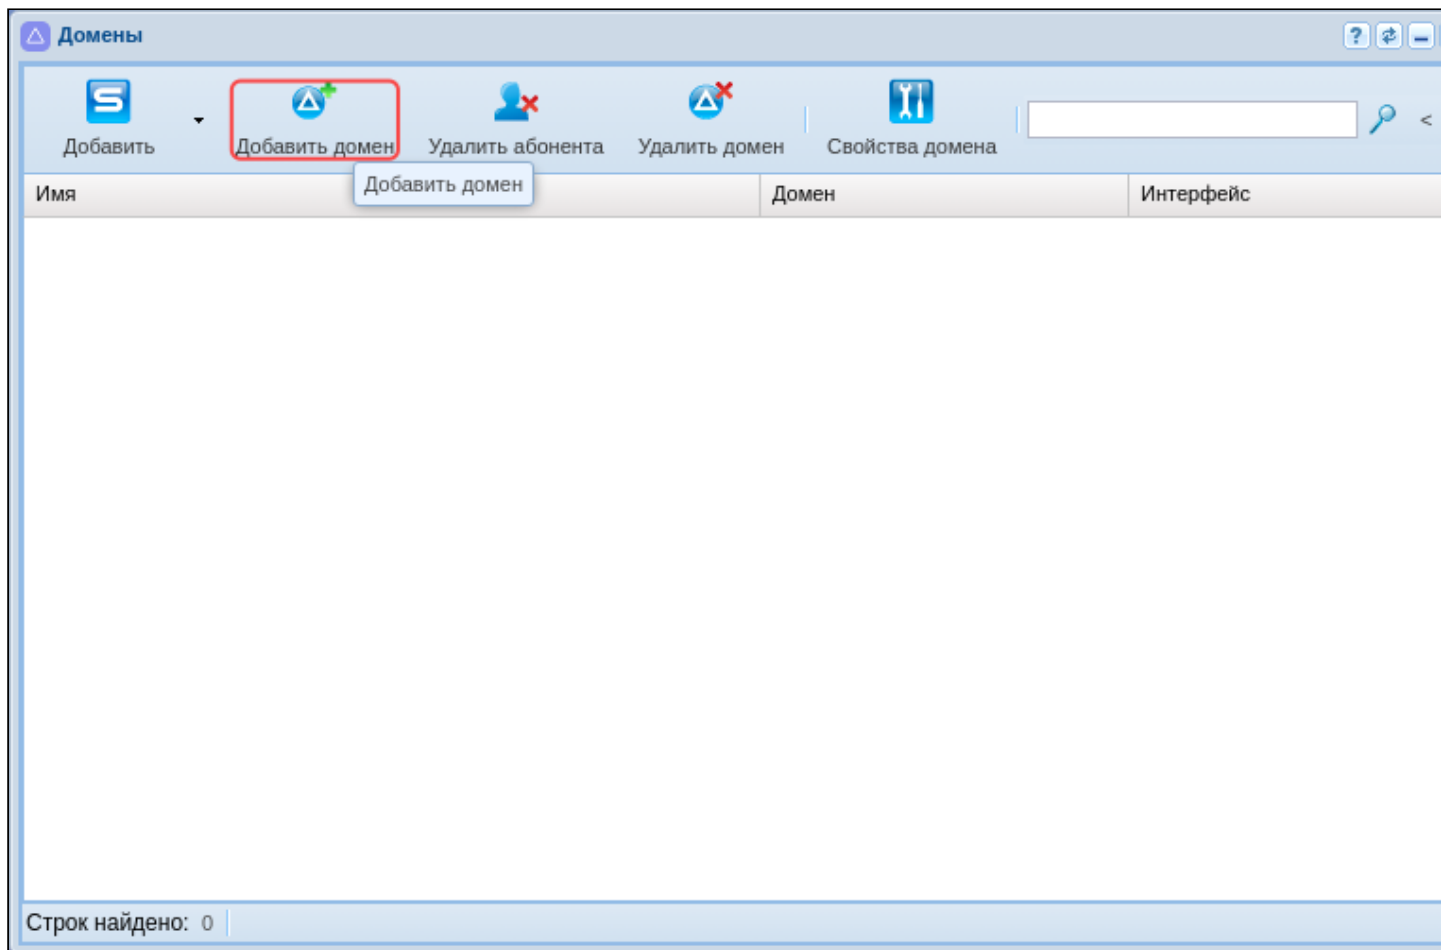 Домены
Добавить
Добавить домен
Удалить абонента
Удалить домен
Свойства домена
Добавить домен
Имя
Домен
Интерфейс
Строк найдено: 0